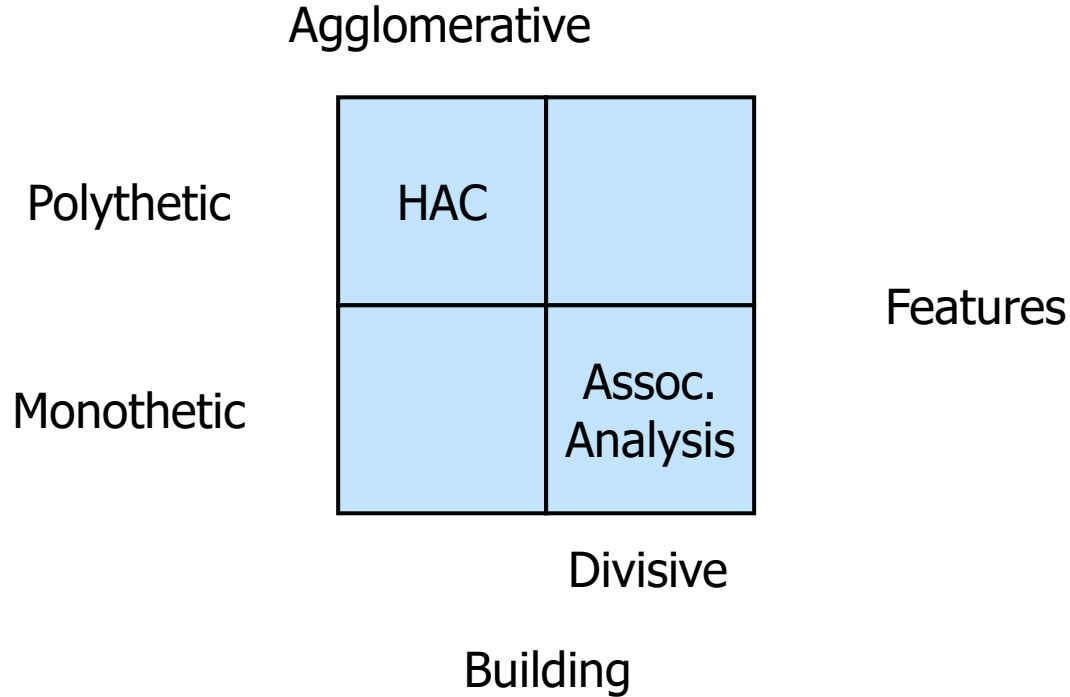 Agglomerative
Polythetic
HAC
Features
Monothetic
Assoc.
Analysis
Divisive
Building